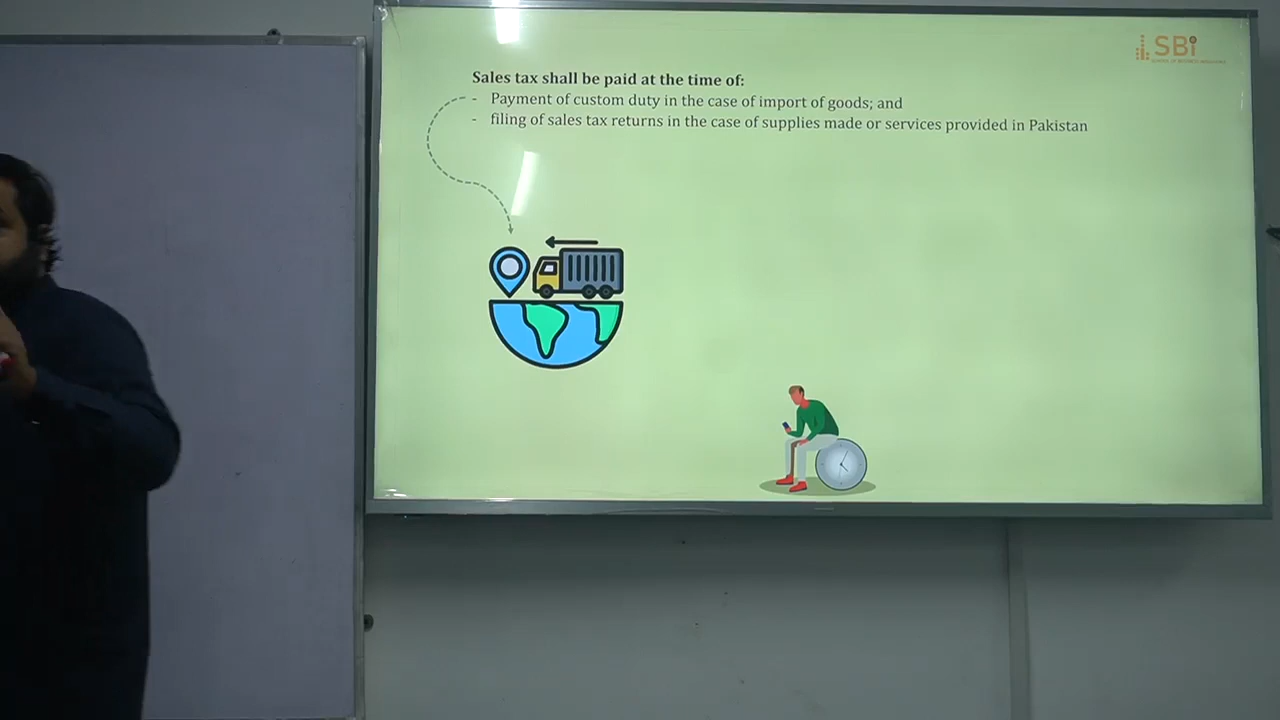 SBi
Sales tax shall be paid at the time of:
- Payment of custom duty in the case of import of goods; and
- filing of sales tax returns in the case of supplies made or services provided in Pakistan